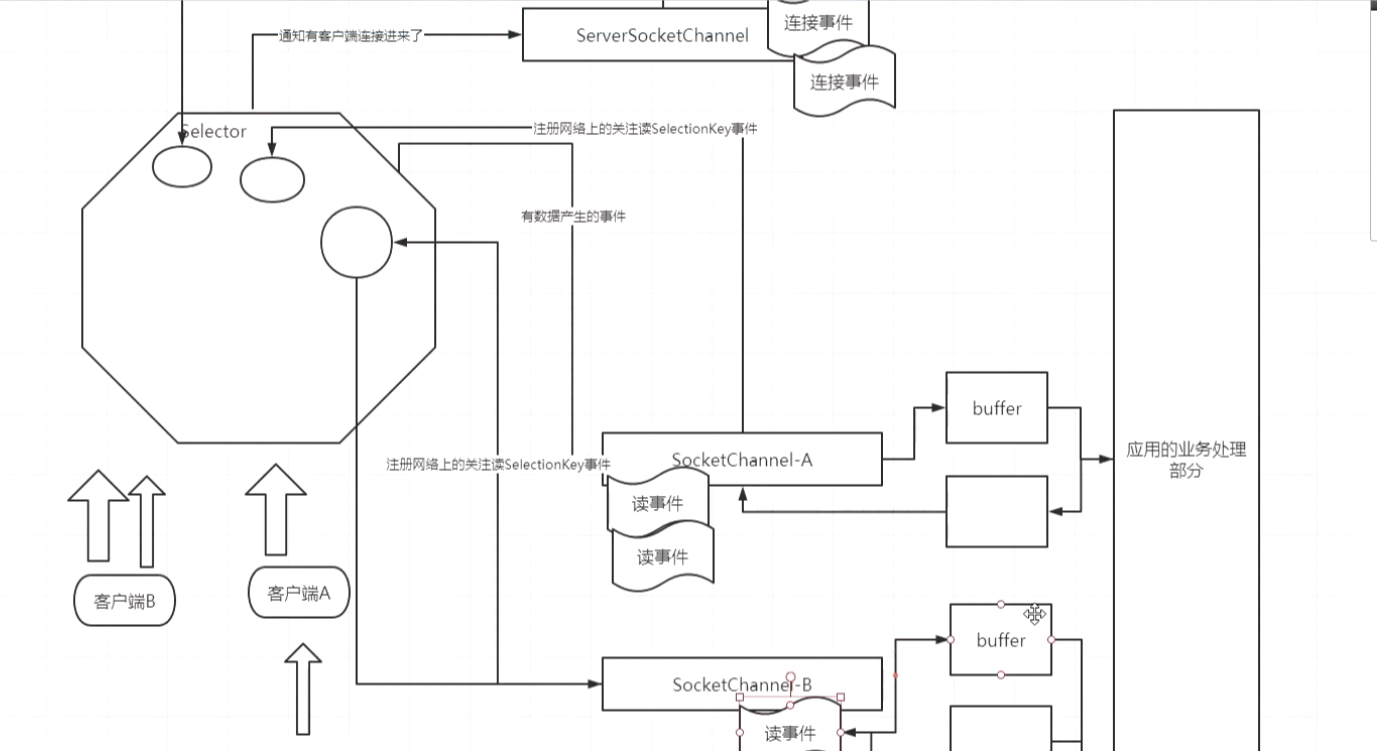 连接事件
通知有客户端连接进来了
ServerSocketChannel
连接事件
Selector
注册网络上的关注读SelectionKey事件
有数据产生的事件
buffer
应用的业务处理
部分
SocketChannel-A
注册网络上的关注读SelectionKey事件
读事件
读事件
客户端B
客户端A
buffer
SocketChannel-B
读事件